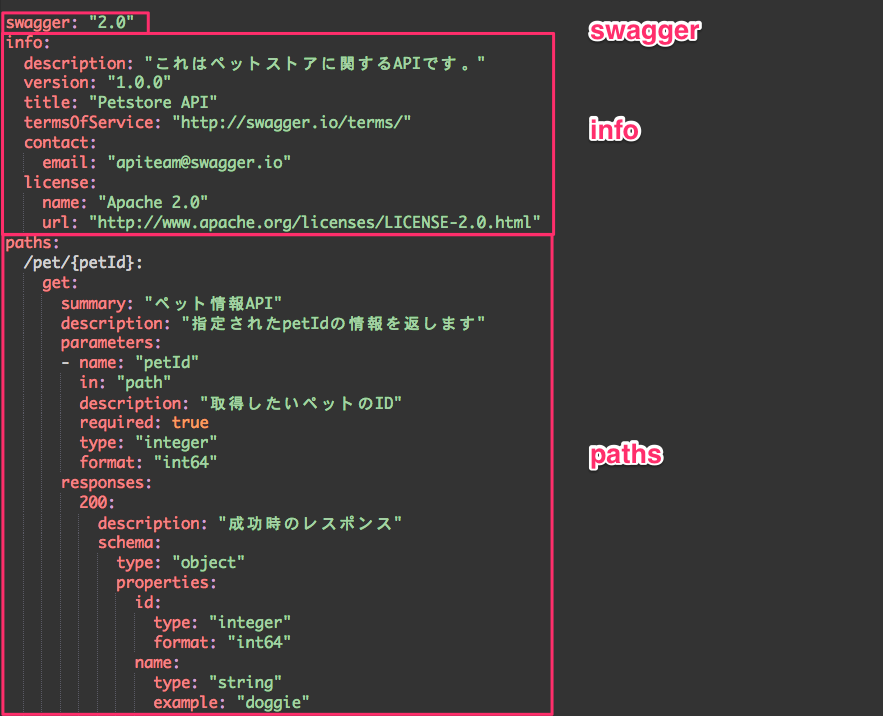 swagger: "2.0"
swagger
info:
description: "これはペットストアに関するAPIです。"
version: "1.0.0"
title: "Petstore API"
termsOfService: "http://swagger.io/terms/"
info
contact:
email: "apiteam@swagger.io"
license:
name: "Apache 2.0"
url: "http://www.apache.org/licenses/LICENSE-2.0.html"
paths:
/pet/{petId}:
get:
summary: "ペット情報API"
description: "指定されたpetIdの情報を返します"
parameters:
- name: "petId"
in: "path"
description: "取得したいペットのID"
required: true
type: "integer"
paths
format: "int64"
responses:
200:
description: "成功時のレスポンス"
schema:
type: "object"
properties:
id:
type: "integer"
format: "int64"
name:
type: "string"
example: "doggie"